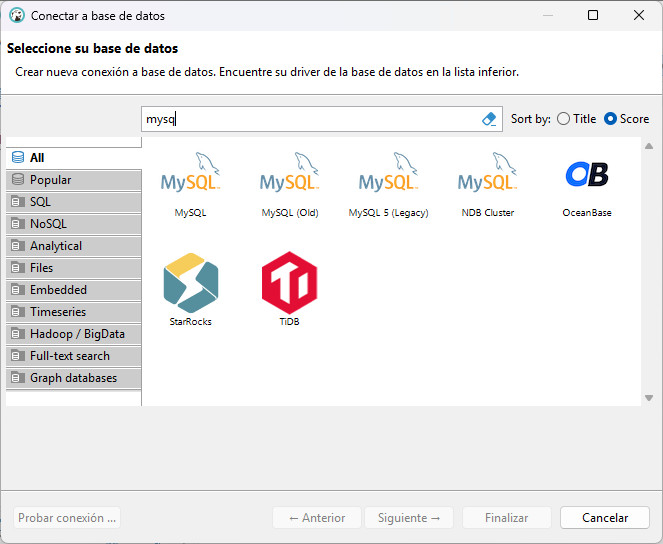 Conectar a base de datos
Seleccione su base de datos
Crear nueva conexión a base de datos. Encuentre su driver de la base de datos en la lista inferior.
mysq
Sort by: Title Score
All
Popular
SQL
NoSQL
Analytical
Files
Embedded
Timeseries
Hadoop / BigData
Full-text search
Graph databases
MySQL MySQL MySQL MySQL OB
MySQL MySQL (Old) MySQL 5 (Legacy) NDB Cluster OceanBase
StarRocks TiDB
Probar conexión ... ← Anterior Siguiente → Finalizar Cancelar